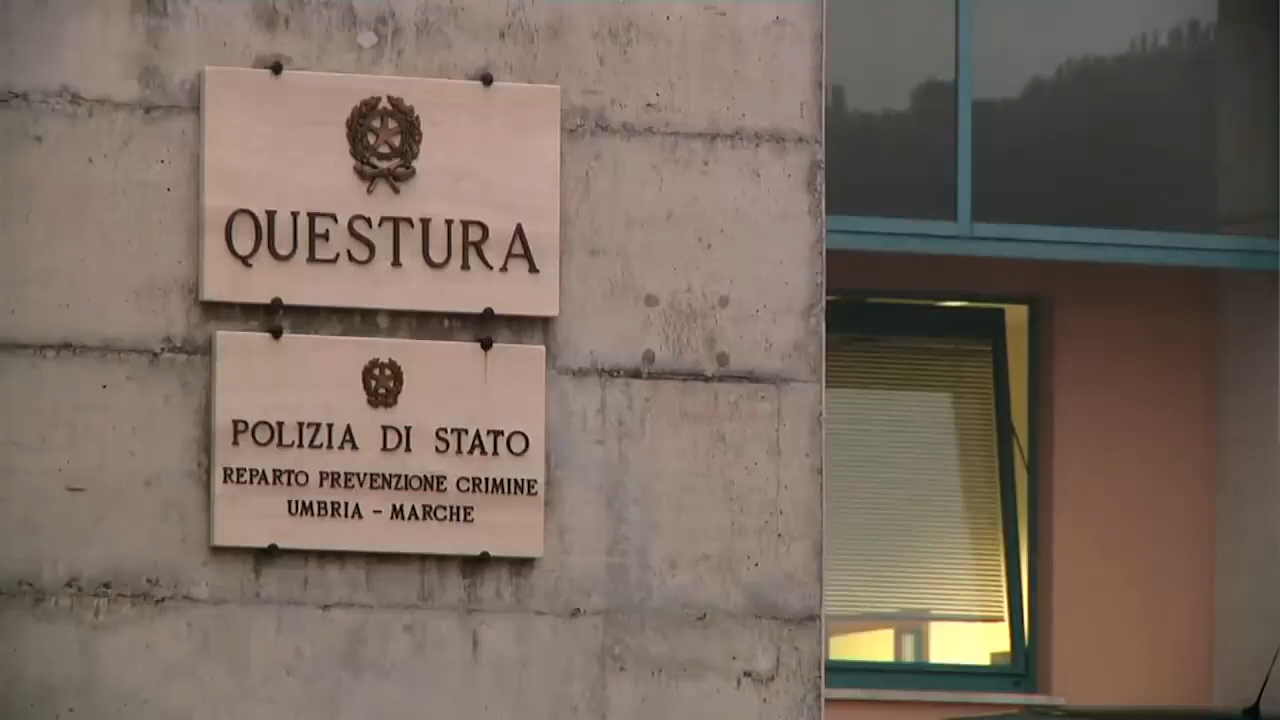 QUESTURA
POLIZIA DI STATO
REPARTO PREVENZIONE CRIMINE
UMBRIA - MARCHE